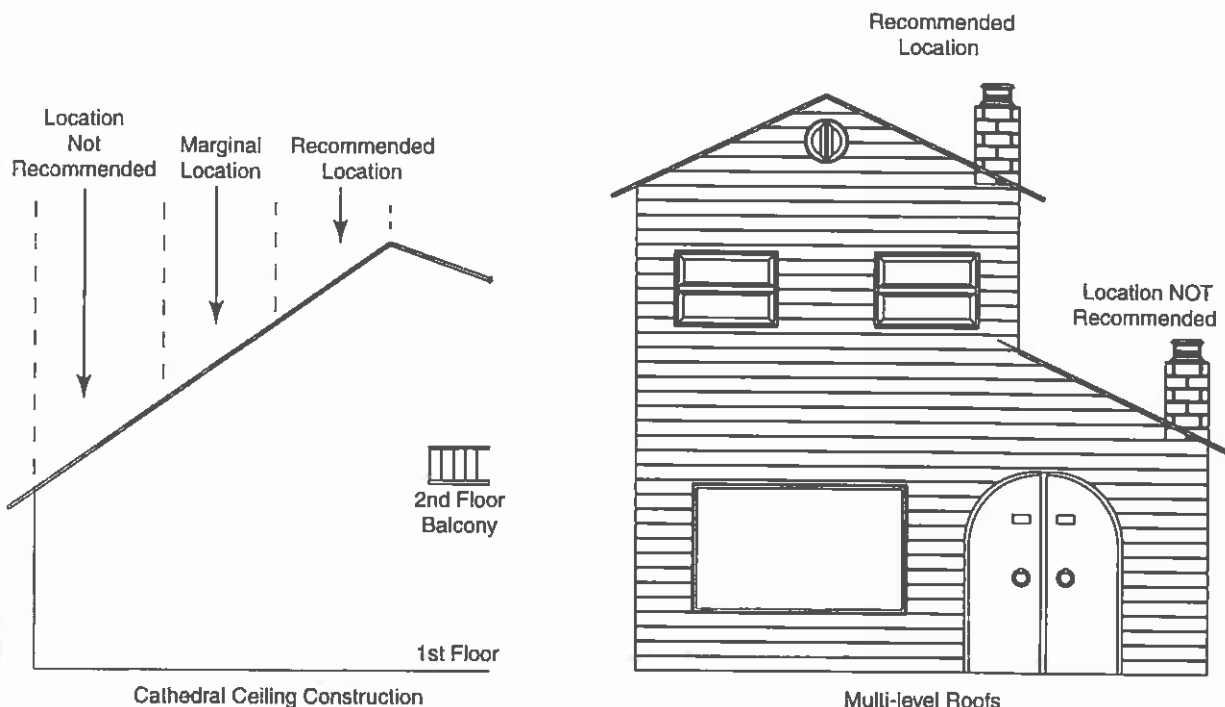 Location
Not
Recommended
Marginal
Location
Recommended
Location
2nd Floor
Balcony
1st Floor
Cathedral Ceiling Construction
Recommended
Location
Location NOT
Recommended
Multi-level Roofs